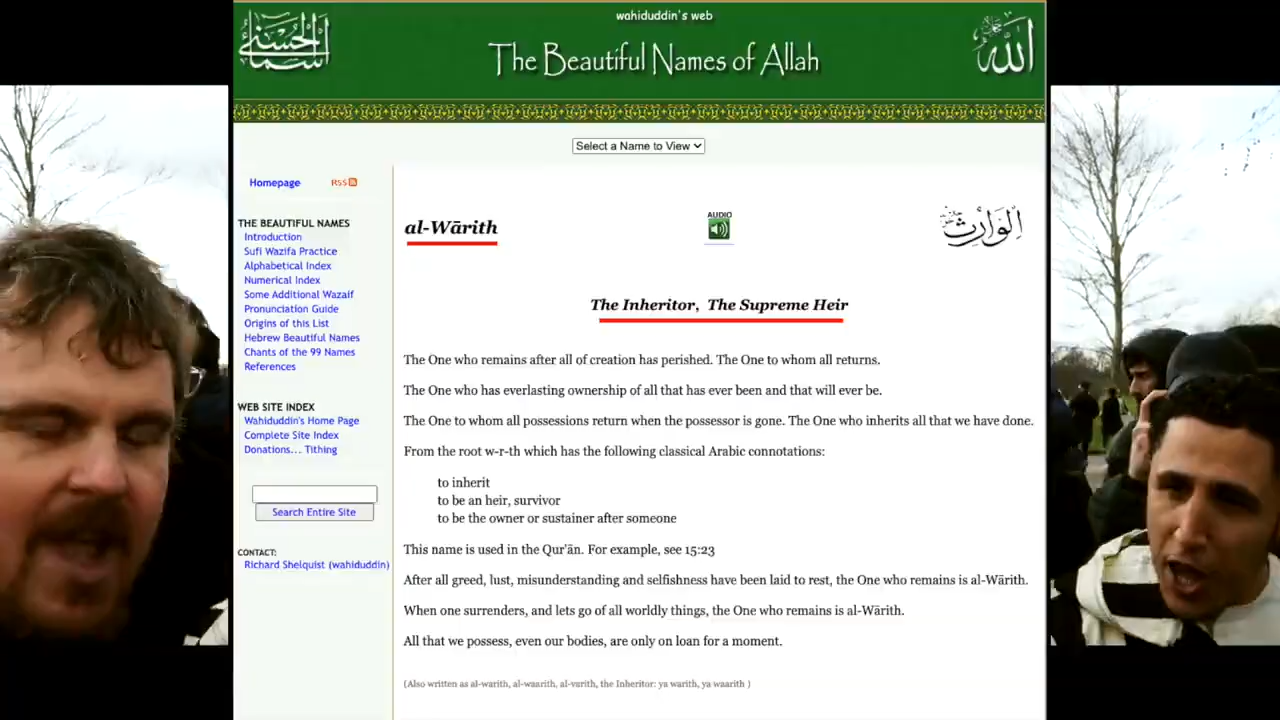 wahiduddin's web
The Beautiful Names of Allah
الله
Select a Name to View
Homepage
RSS
THE BEAUTIFUL NAMES
Introduction
Sufi Wazifa Practice
Alphabetical Index
Numerical Index
Some Additional Wazaif
Pronunciation Guide
Origins of this List
Hebrew Beautiful Names
Chants of the 99 Names
References
WEB SITE INDEX
Wahiduddin's Home Page
Complete Site Index
Donations... Tithing
Search Entire Site
CONTACT:
Richard Shelquist (wahiduddin)
al-Wārith
AUDIO
الوارث
The Inheritor, The Supreme Heir
The One who remains after all of creation has perished. The One to whom all returns.
The One who has everlasting ownership of all that has ever been and that will ever be.
The One to whom all possessions return when the possessor is gone. The One who inherits all that we have done.
From the root w-r-th which has the following classical Arabic connotations:
to inherit
to be an heir, survivor
to be the owner or sustainer after someone
This name is used in the Qur'ān. For example, see 15:23
After all greed, lust, misunderstanding and selfishness have been laid to rest, the One who remains is al-Wārith.
When one surrenders, and lets go of all worldly things, the One who remains is al-Wārith.
All that we possess, even our bodies, are only on loan for a moment.
(Also written as al-warith, al-waarith, al-varith, the Inheritor: ya warith, ya waarith )